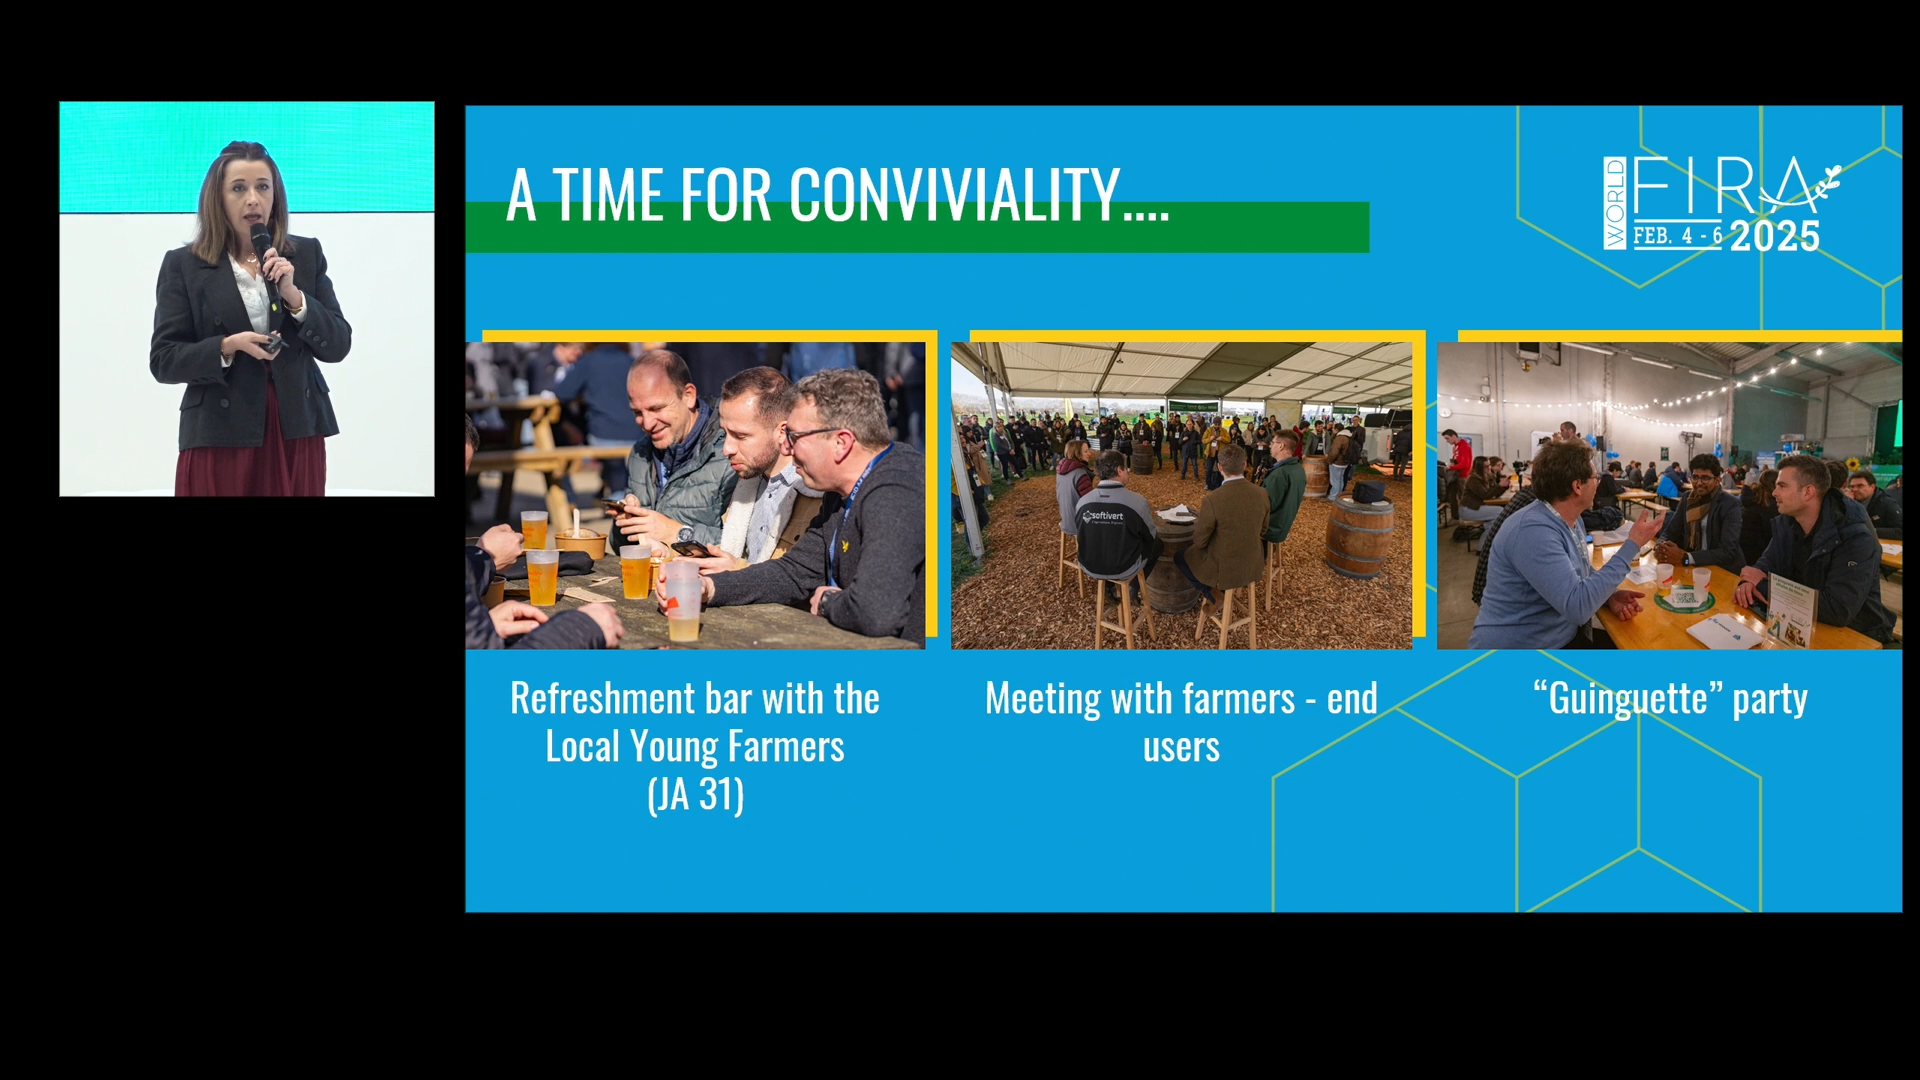 A TIME FOR CONVIVIALITY....
WORLD
FIRA
FEB. 4 - 6 2025
softivert
Refreshment bar with the
Local Young Farmers
(JA 31)
Meeting with farmers - end
users
“Guinguette” party